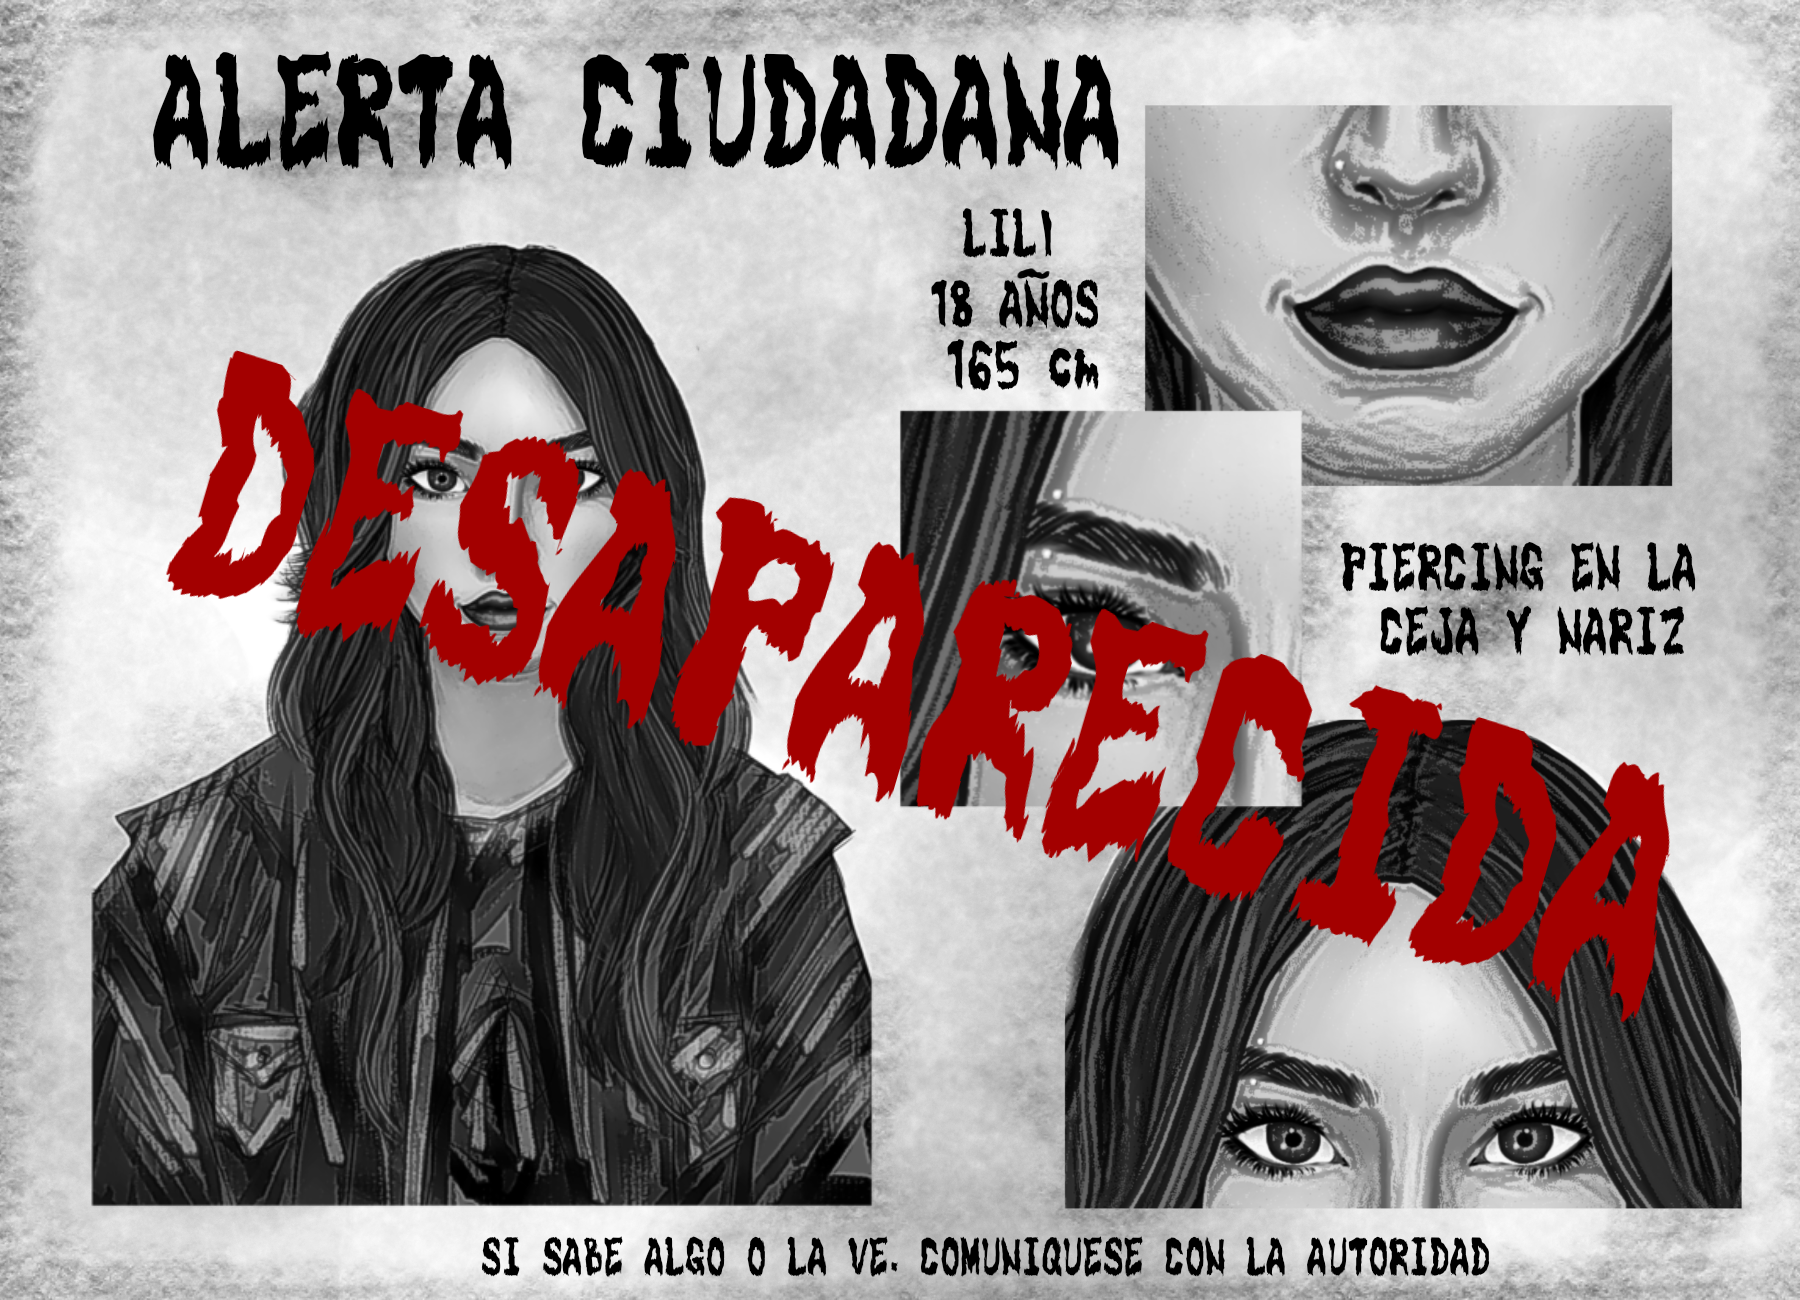 ALERTA CIUDADANA
LILI
18 AÑOS
165 cm
DESAPARECIDA
PIERCING EN LA
CEJA Y NARIZ
SI SABE ALGO O LA VE. COMUNIQUESE CON LA AUTORIDAD